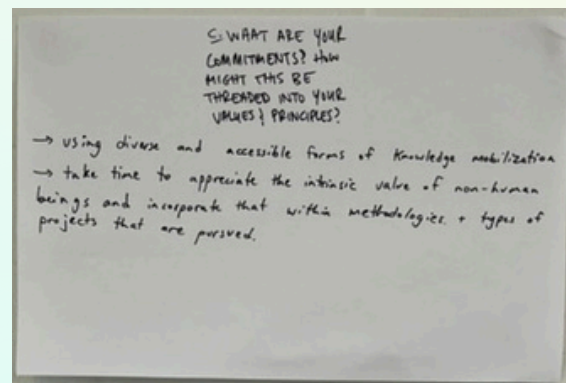 ↳ WHAT ARE YOUR
COMMITMENTS? HOW
MIGHT THIS BE
THREADED INTO YOUR
VALUES & PRINCIPLES?
→ using diverse and accessible forms of knowledge mobilization
→ take time to appreciate the intrinsic value of non-human
beings and incorporate that within methodologies + types of
projects that are pursued.